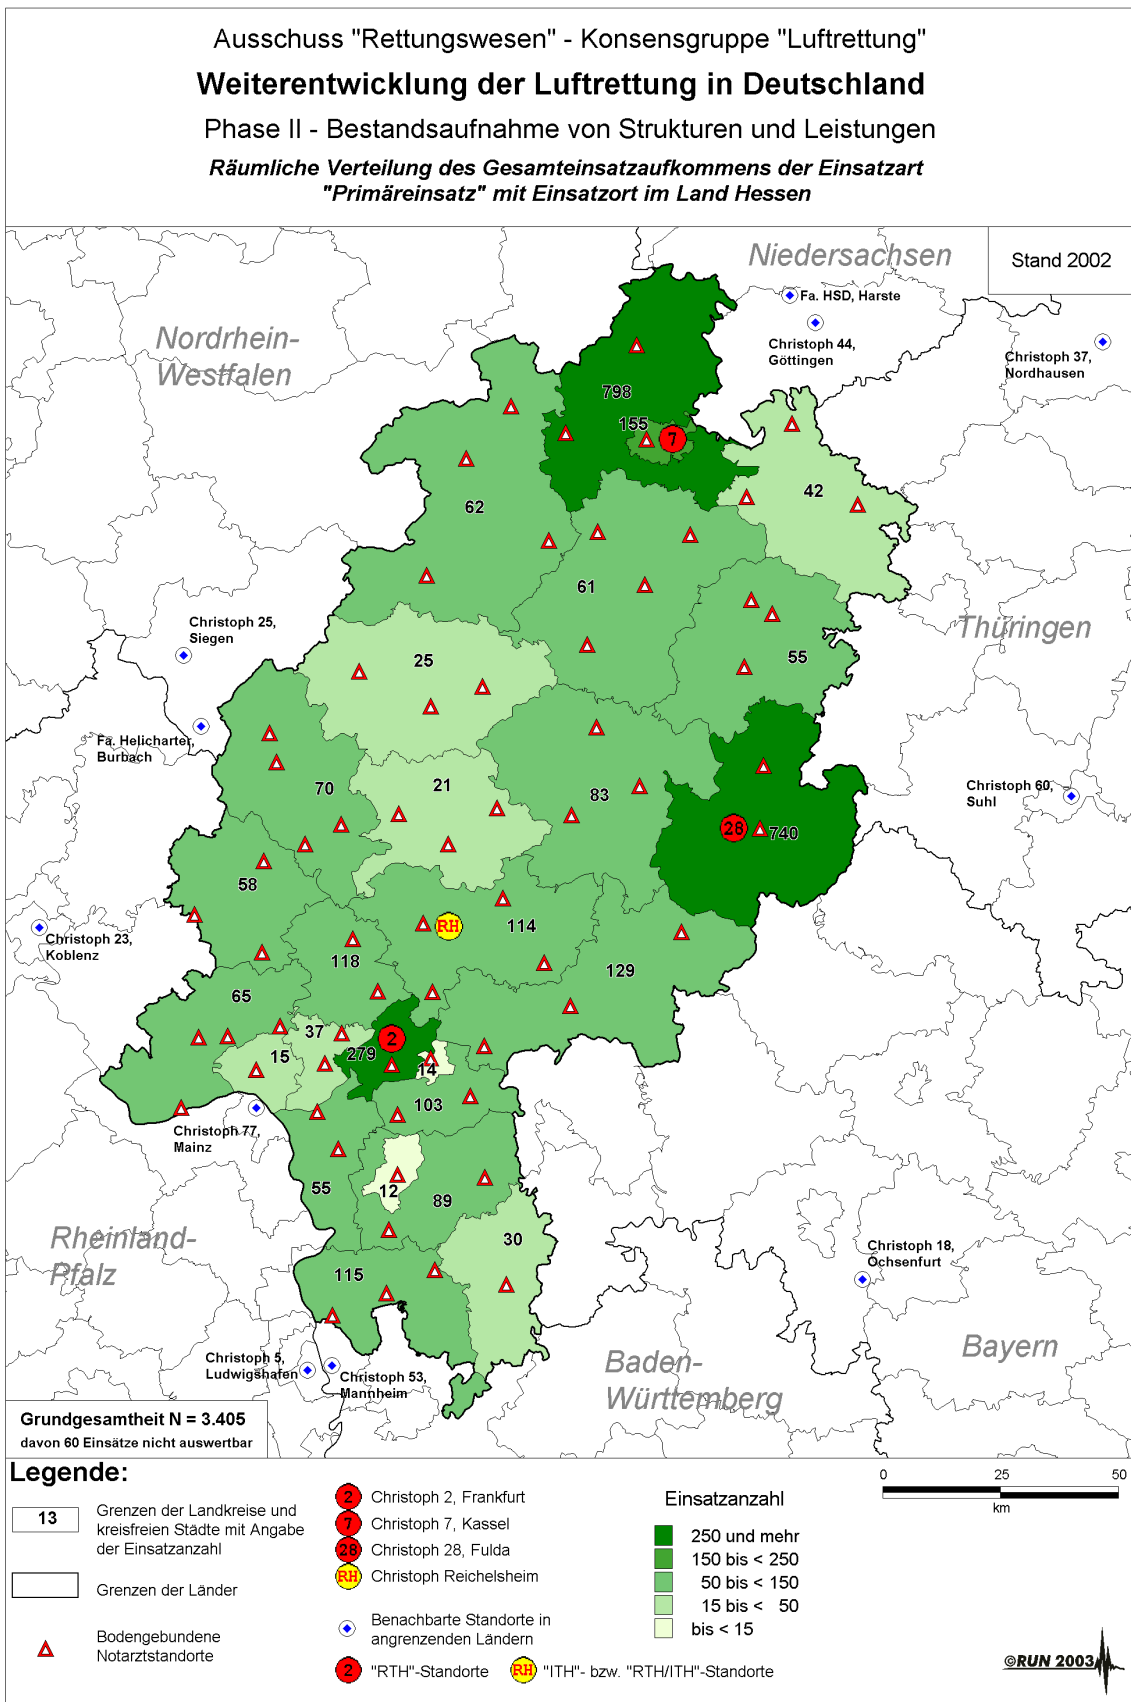 Ausschuss "Rettungswesen" - Konsensgruppe "Luftrettung"
Weiterentwicklung der Luftrettung in Deutschland
Phase II - Bestandsaufnahme von Strukturen und Leistungen
Räumliche Verteilung des Gesamteinsatzaufkommens der Einsatzart
"Primäreinsatz" mit Einsatzort im Land Hessen
Niedersachsen
Stand 2002
Fa. HSD, Harste
Nordrhein-
Westfalen
Christoph 44,
Göttingen
Christoph 37,
Nordhausen
798
155
7
42
62
61
Christoph 25,
Siegen
Thüringen
25
55
Fa. Helicharter,
Burbach
70
21
83
Christoph 60,
Suhl
28
740
58
Christoph 23,
Koblenz
RH
114
118
129
65
37
2
279
15
14
103
Christoph 77,
Mainz
55
12
89
30
Rheinland-
Pfalz
115
Christoph 18,
Ochsenfurt
Bayern
Christoph 5,
Ludwigshafen
Christoph 53,
Mannheim
Baden-
Württemberg
Grundgesamtheit N = 3.405
davon 60 Einsätze nicht auswertbar
Legende:
13
Grenzen der Landkreise und
kreisfreien Städte mit Angabe
der Einsatzanzahl
Grenzen der Länder
Bodengebundene
Notarztstandorte
2 Christoph 2, Frankfurt
7 Christoph 7, Kassel
28 Christoph 28, Fulda
RH Christoph Reichelsheim
Benachbarte Standorte in
angrenzenden Ländern
2 "RTH"-Standorte
RH "ITH"- bzw. "RTH/ITH"-Standorte
Einsatzanzahl
250 und mehr
150 bis < 250
50 bis < 150
15 bis < 50
bis < 15
0 25 50
km
©RUN 2003